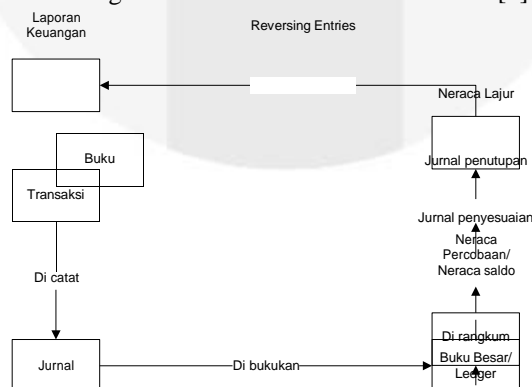 Laporan
Keuangan
Reversing Entries
Neraca Lajur
Buku
Jurnal penutupan
Transaksi
Jurnal penyesuaian
Neraca
Percobaan/
Neraca saldo
Di catat
Di rangkum
Jurnal
Di bukukan
Buku Besar/
Ledger